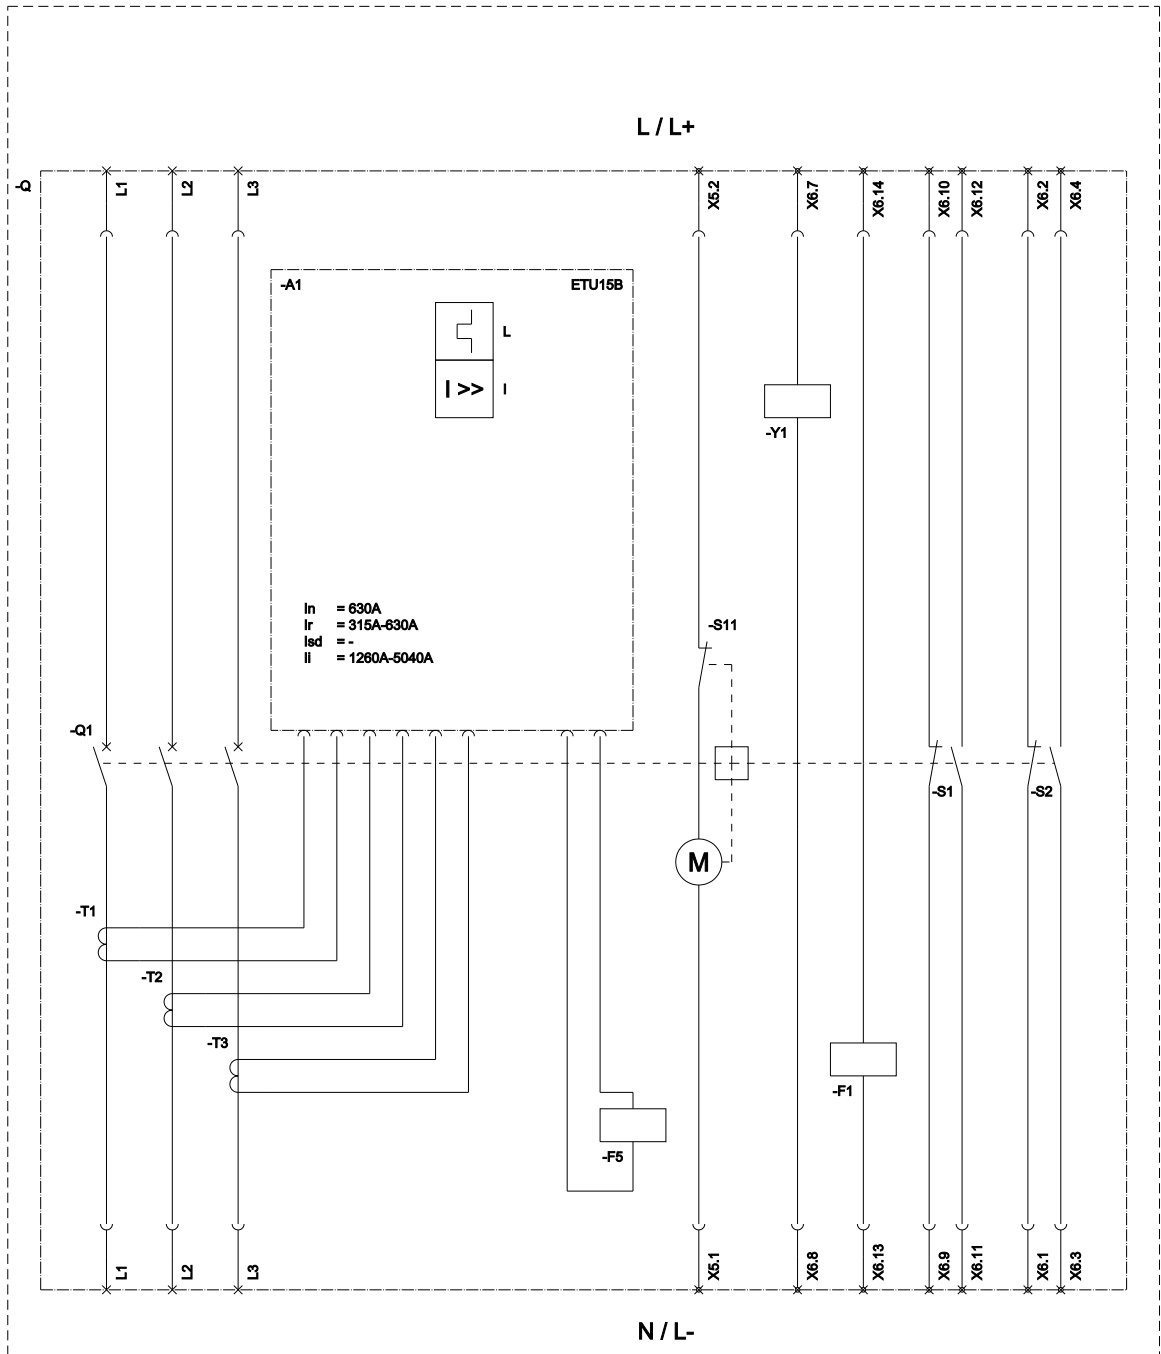 L / L+
-Q
L1
L2
L3
X5.2
X6.7
X6.14
X6.10
X6.12
X6.2
X6.4
-A1
ETU15B
L
I >>
I
-Y1
In = 630A
Ir = 315A-630A
Isd = -
Ii = 1260A-5040A
-S11
-Q1
-S1
-S2
M
-T1
-T2
-T3
-F1
-F5
L1
L2
L3
X5.1
X6.8
X6.13
X6.9
X6.11
X6.1
X6.3
N / L-